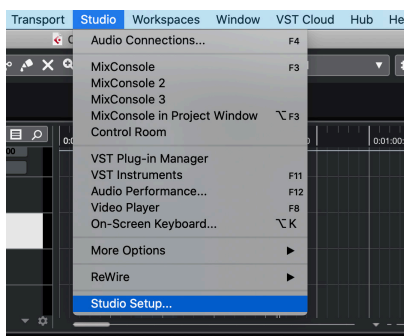 Transport Studio Workspaces Window VST Cloud Hub He
C
Audio Connections... F4
MixConsole F3
MixConsole 2
MixConsole 3
MixConsole in Project Window ⌥ F3
Control Room
0:01:00:
VST Plug-in Manager
VST Instruments F11
Audio Performance... F12
Video Player F8
On-Screen Keyboard... ⌥ K
More Options ▶
ReWire ▶
Studio Setup...